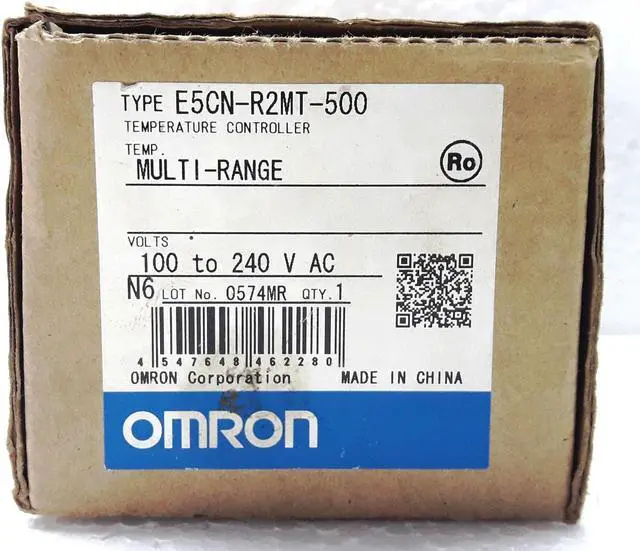 TYPE E5CN-R2MT-500
TEMPERATURE CONTROLLER
TEMP.
MULTI-RANGE
Ro
VOLTS
100 to 240 V AC
N6 LOT No. 0574MR QTY.1
4 547648 462280
OMRON Corporation MADE IN CHINA
OMRON